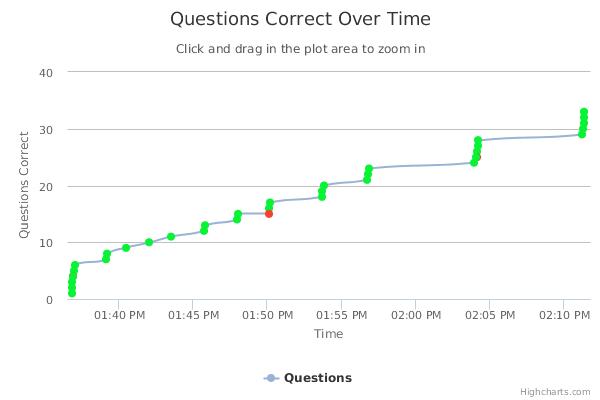 Questions Correct Over Time
Click and drag in the plot area to zoom in
Questions Correct
40
30
20
10
0
01:40 PM 01:45 PM 01:50 PM 01:55 PM 02:00 PM 02:05 PM 02:10 PM
Time
Questions
Highcharts.com